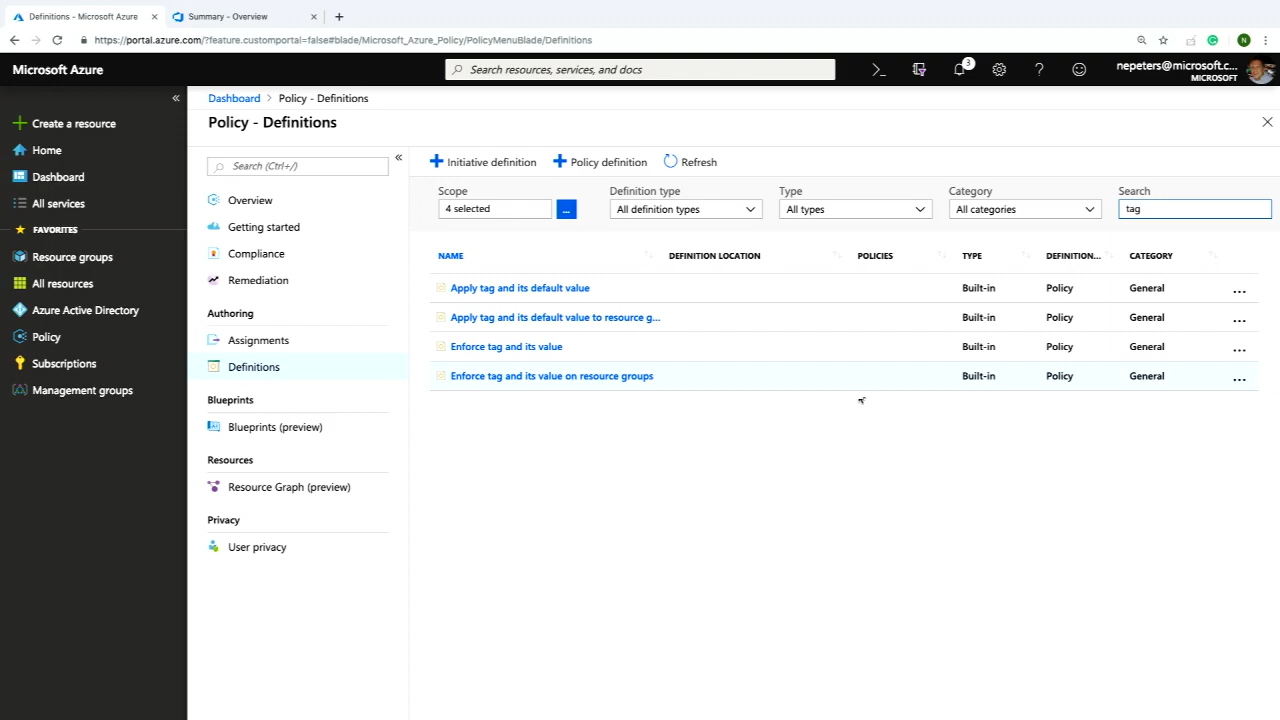 Definitions - Microsoft Azure
Summary - Overview
https://portal.azure.com/?feature.customportal=false#blade/Microsoft_Azure_Policy/PolicyMenuBlade/Definitions
N
Microsoft Azure
Search resources, services, and docs
3
nepeters@microsoft.c...
MICROSOFT
Create a resource
Home
Dashboard
All services
FAVORITES
Resource groups
All resources
Azure Active Directory
Policy
Subscriptions
Management groups
Dashboard > Policy - Definitions
Policy - Definitions
Search (Ctrl+/)
Overview
Getting started
Compliance
Remediation
Authoring
Assignments
Definitions
Blueprints
Blueprints (preview)
Resources
Resource Graph (preview)
Privacy
User privacy
Initiative definition
Policy definition
Refresh
Scope
4 selected
...
Definition type
All definition types
Type
All types
Category
All categories
Search
tag
NAME DEFINITION LOCATION POLICIES TYPE DEFINITION... CATEGORY
Apply tag and its default value Built-in Policy General ...
Apply tag and its default value to resource g... Built-in Policy General ...
Enforce tag and its value Built-in Policy General ...
Enforce tag and its value on resource groups Built-in Policy General ...